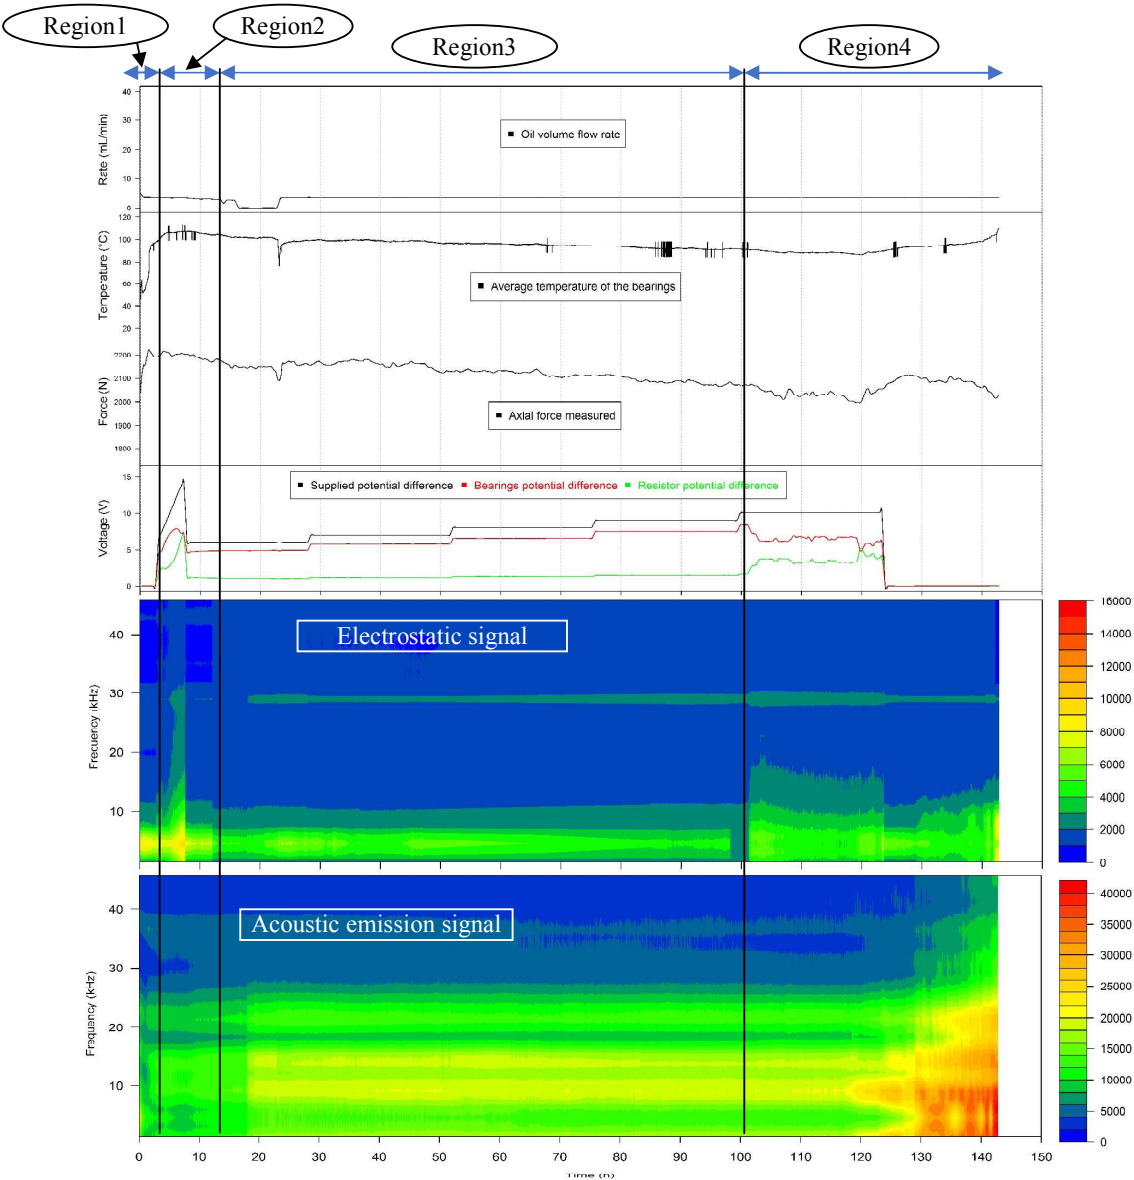 Region1
Region2
Region3
Region4
40
30
20
10
0
Rate (mL/min)
Oil volume flow rate
120
100
80
60
40
20
Temperature (°C)
Average temperature of the bearings
2200
2100
2000
1900
1800
Force (N)
Axial force measured
15
10
5
0
Voltage (V)
Supplied potential difference Bearings potential difference Resistor potential difference
40
30
20
10
Frequency (kHz)
Electrostatic signal
16000
14000
12000
10000
8000
6000
4000
2000
0
40
30
20
10
Frequency (kHz)
Acoustic emission signal
40000
35000
30000
25000
20000
15000
10000
5000
0
0 10 20 30 40 50 60 70 80 90 100 110 120 130 140 150
Time (h)